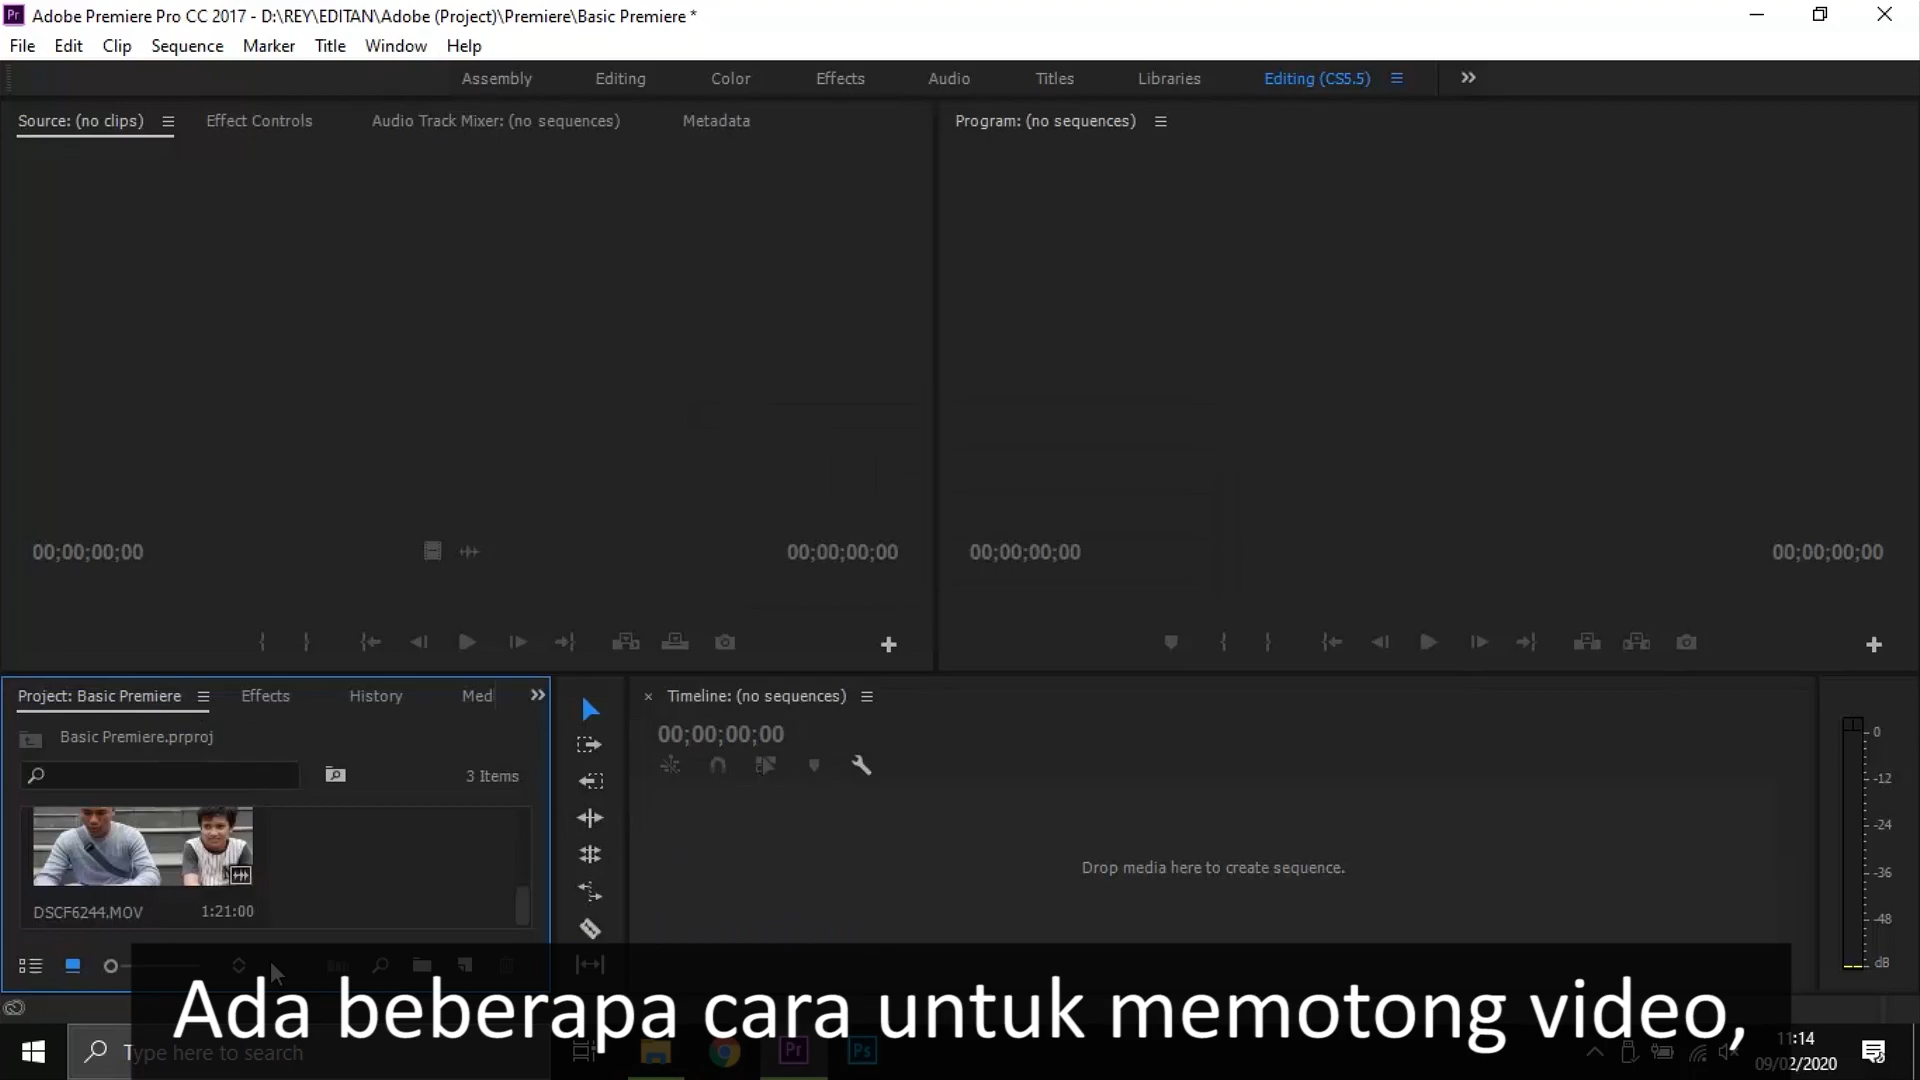 Adobe Premiere Pro CC 2017 - D:\REY\EDITAN\Adobe (Project)\Premiere\Basic Premiere *
File Edit Clip Sequence Marker Title Window Help
Assembly Editing Color Effects Audio Titles Libraries Editing (CS5.5)
Source: (no clips) Effect Controls Audio Track Mixer: (no sequences) Metadata
Program: (no sequences)
00;00;00;00 00;00;00;00
00;00;00;00 00;00;00;00
Project: Basic Premiere Effects History Med
Basic Premiere.prproj
3 Items
DSCF6244.MOV 1:21:00
Timeline: (no sequences)
00;00;00;00
Drop media here to create sequence.
0
-12
-24
-36
-48
dB
Ada beberapa cara untuk memotong video,
Type here to search
11:14
09/02/2020